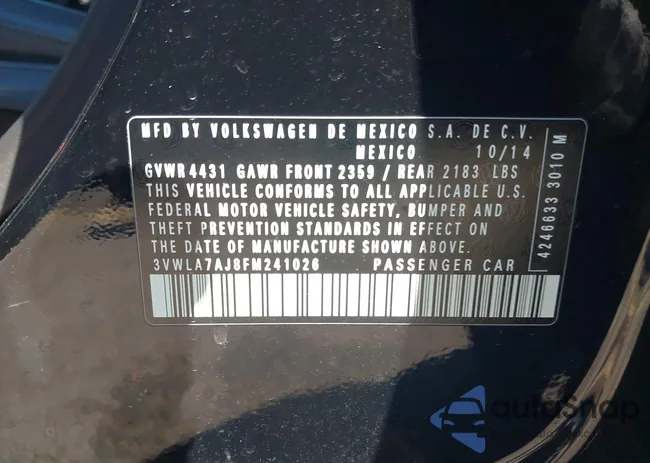 MFD BY VOLKSWAGEN DE MEXICO S.A. DE C.V.
MEXICO 10/14
GVWR 4431 GAWR FRONT 2359 / REAR 2183 LBS
THIS VEHICLE CONFORMS TO ALL APPLICABLE U.S.
FEDERAL MOTOR VEHICLE SAFETY, BUMPER AND
THEFT PREVENTION STANDARDS IN EFFECT ON
THE DATE OF MANUFACTURE SHOWN ABOVE.
3VWLA7AJ8FM241026 PASSENGER CAR
4246633 3010 M
autoSnap